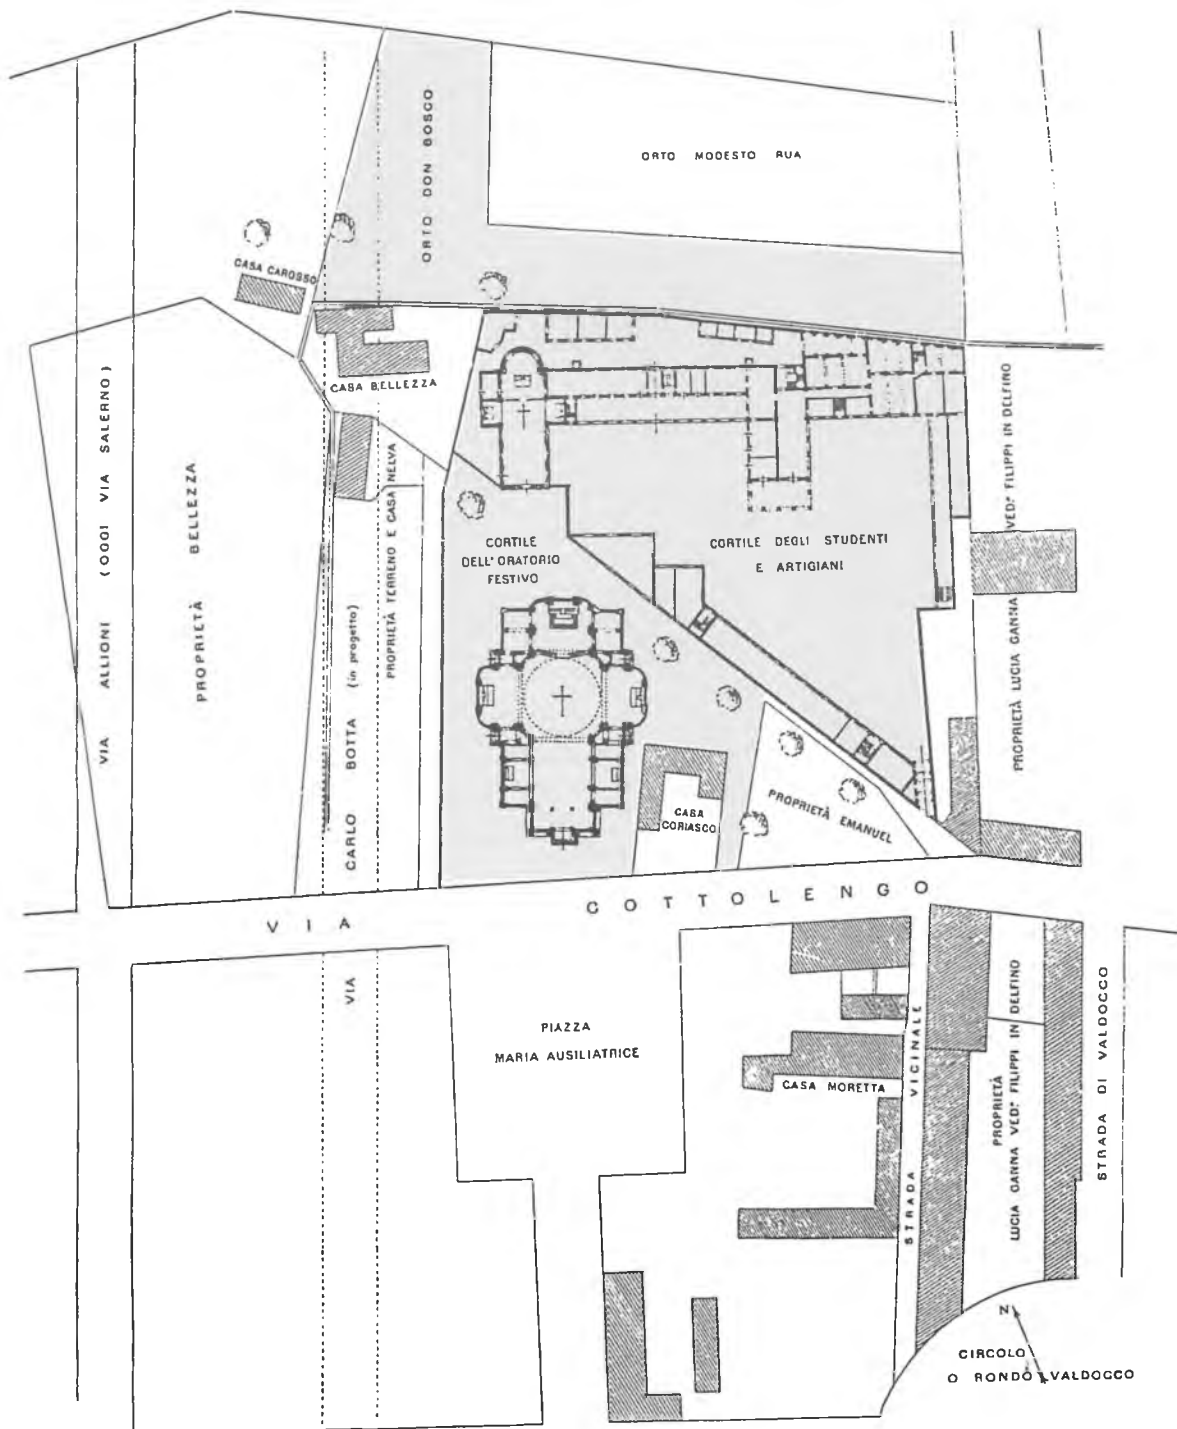 ORTO DON BOSCO
ORTO MODESTO RUA
CASA CAROSSO
CASA BELLEZZA
VIA ALLIONI (OGGI VIA SALERNO)
PROPRIETÀ BELLEZZA
VIA CARLO BOTTA (in progetto)
PROPRIETÀ TERRENO E CASA NELVA
CORTILE
DELL'ORATORIO
FESTIVO
CORTILE DEGLI STUDENTI
E ARTIGIANI
PROPRIETÀ LUCIA GANNA VED.ª FILIPPI IN DELFINO
CASA
CORIASCO
PROPRIETÀ EMANUEL
VIA COTTOLENGO
PIAZZA
MARIA AUSILIATRICE
CASA MORETTA
STRADA VICINALE
PROPRIETÀ
LUCIA GANNA VED.ª FILIPPI IN DELFINO
STRADA DI VALDOCCO
N
CIRCOLO
O RONDÒ VALDOCCO